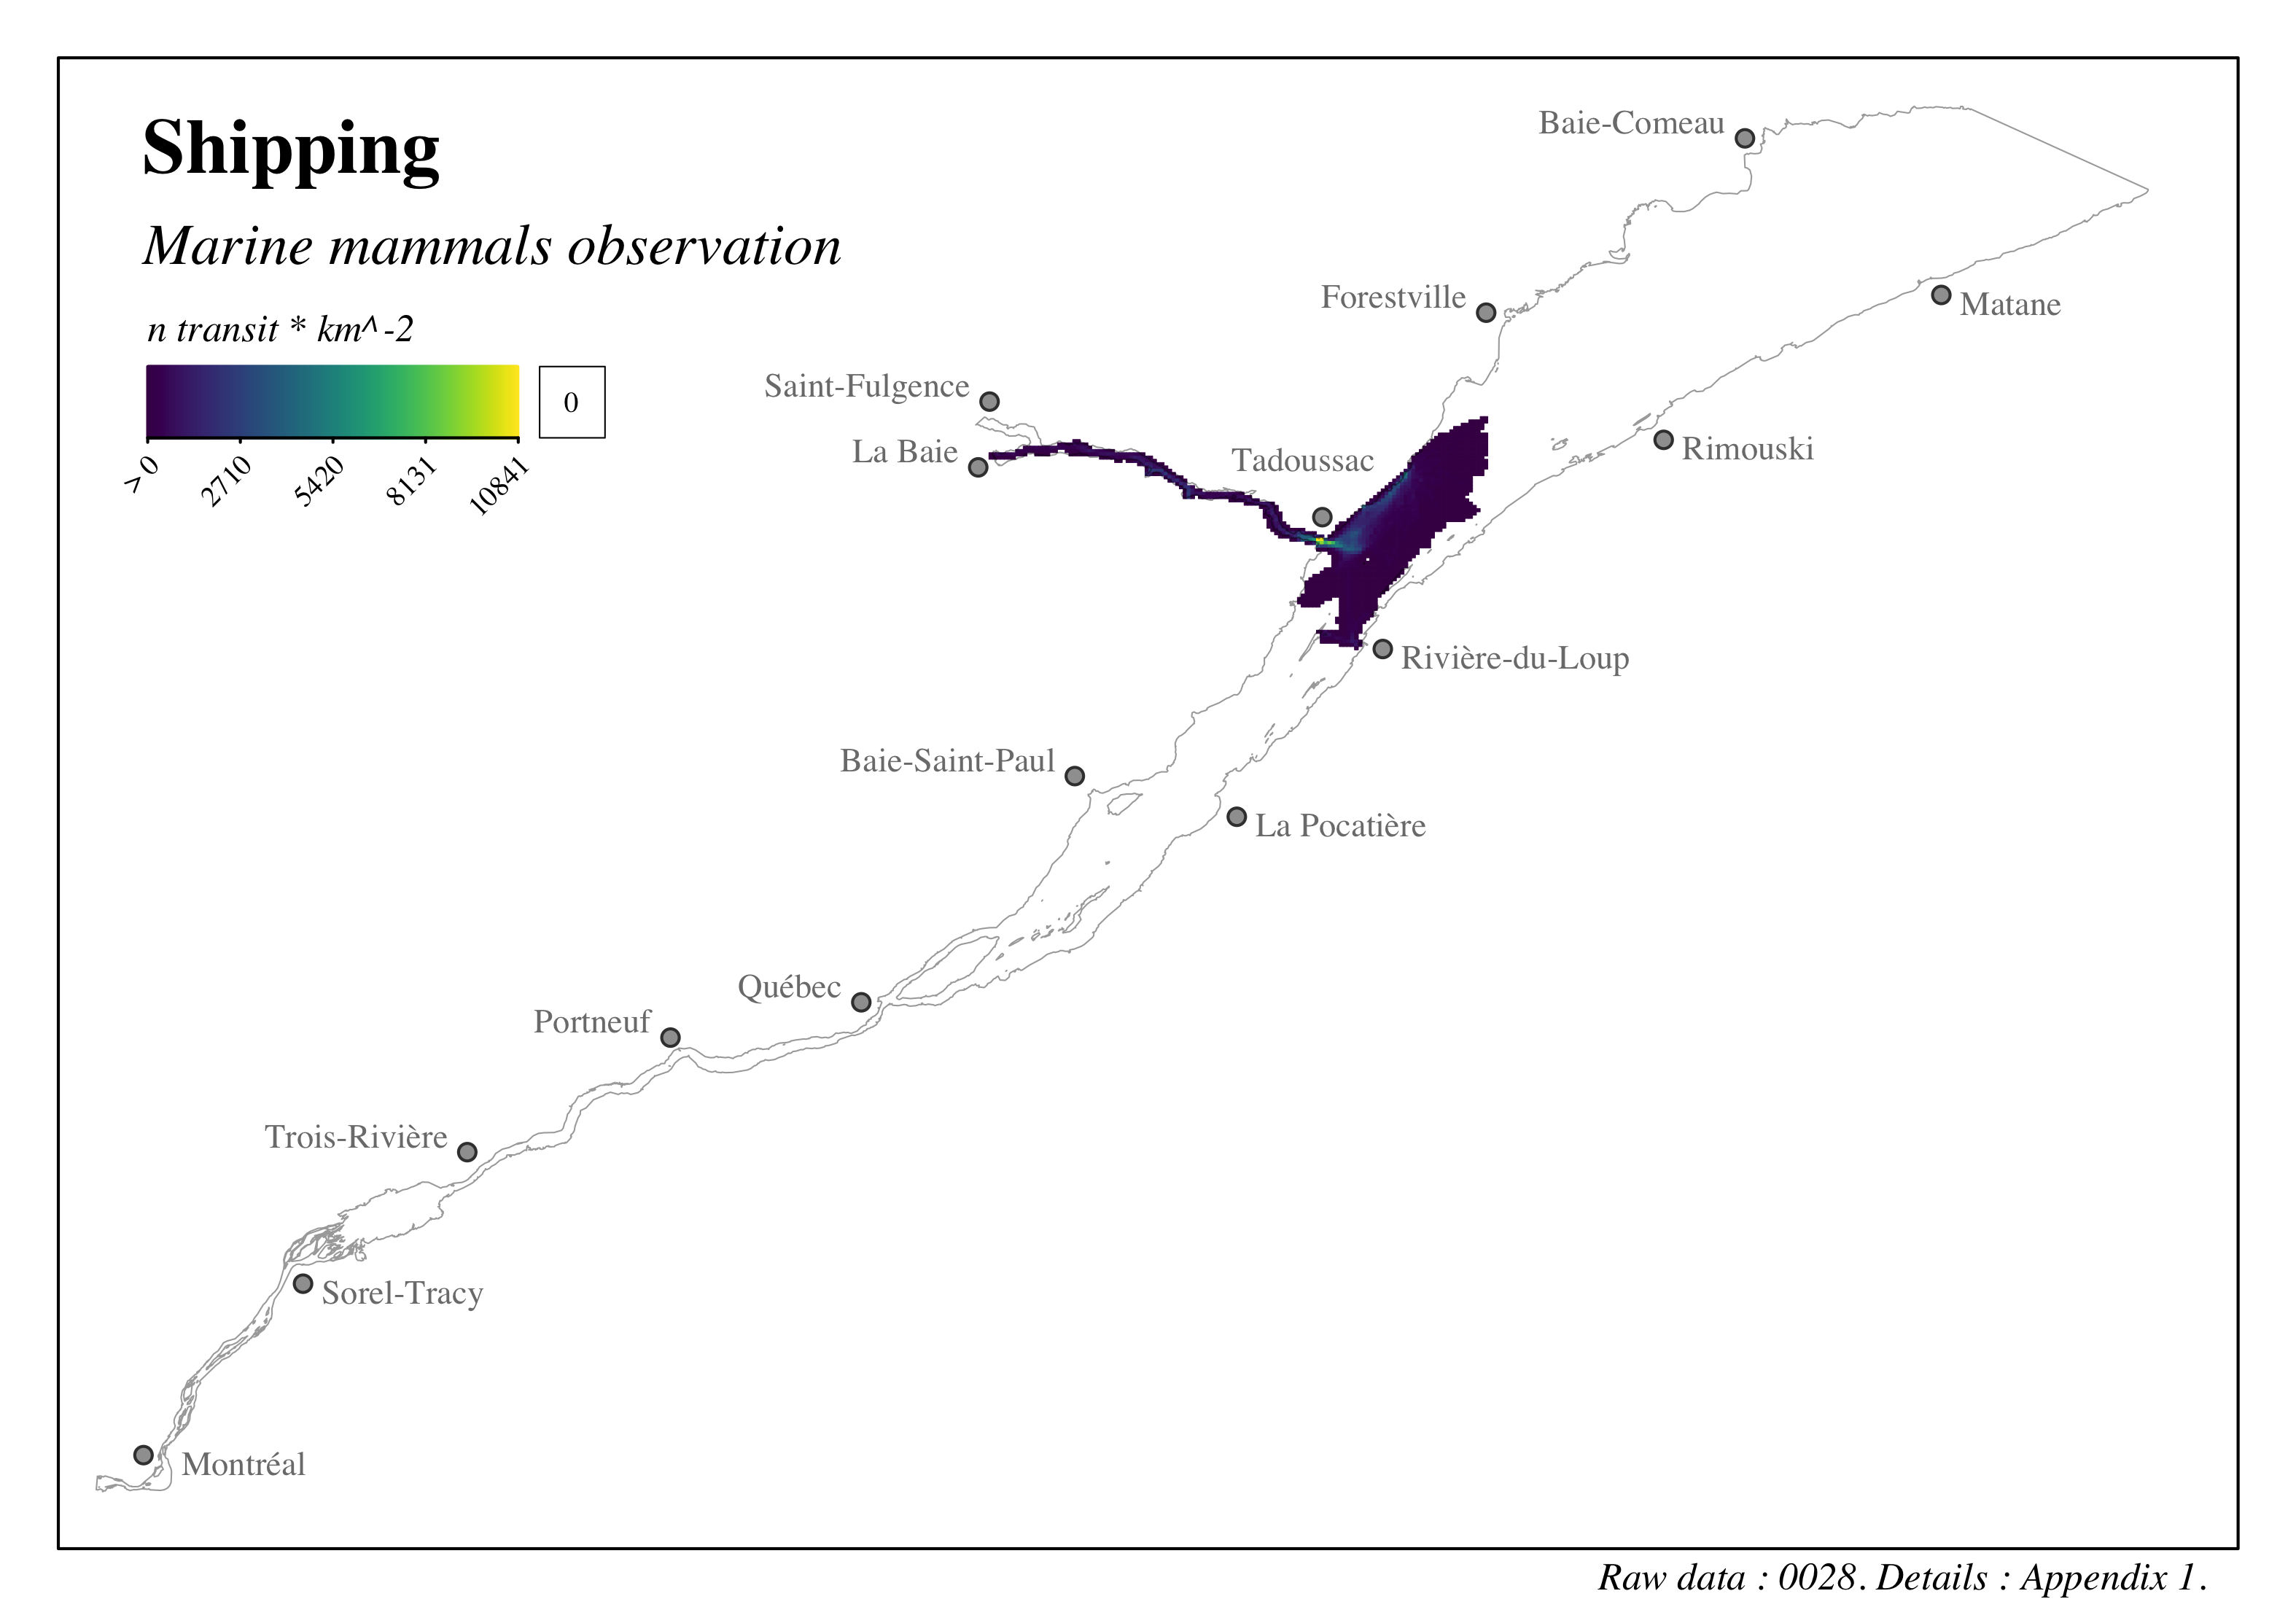 Shipping
Marine mammals observation
n transit * km^-2
0
> 0
2710
5420
8131
10841
Baie-Comeau
Forestville
Matane
Saint-Fulgence
La Baie
Tadoussac
Rimouski
Rivière-du-Loup
Baie-Saint-Paul
La Pocatière
Québec
Portneuf
Trois-Rivière
Sorel-Tracy
Montréal
Raw data : 0028. Details : Appendix 1.